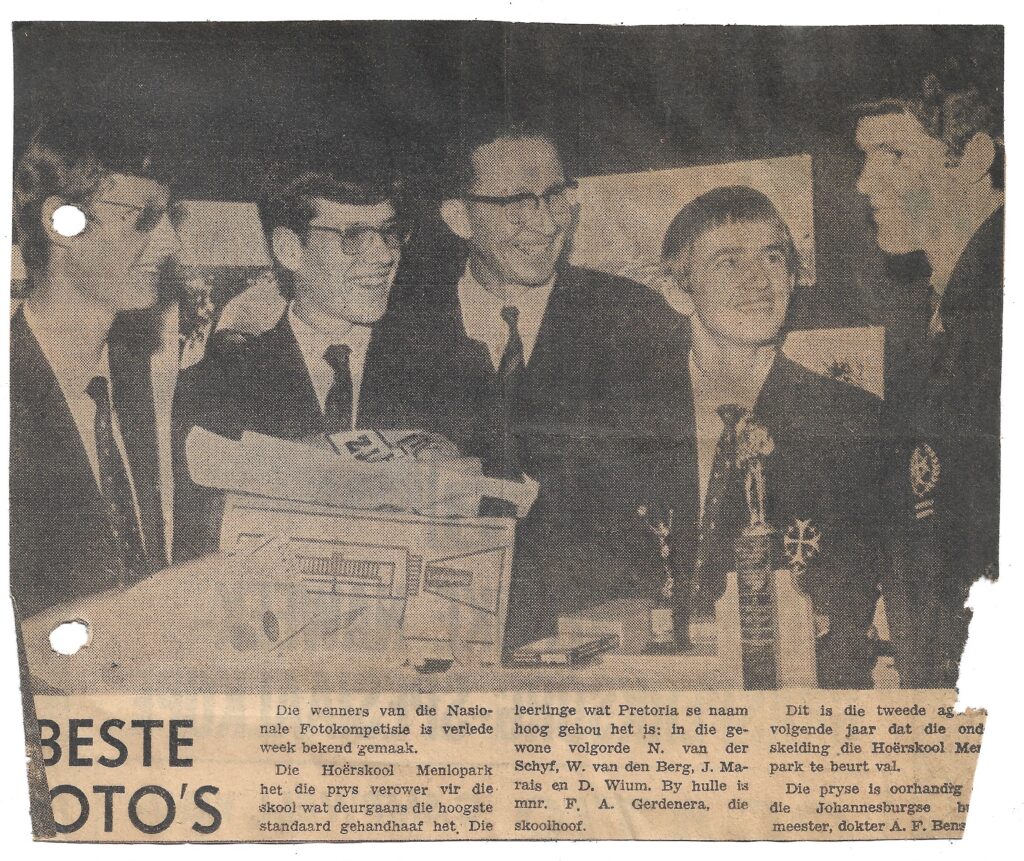 BESTE
OTO'S
Die wenners van die Nasio-
nale Fotokompetisie is verlede
week bekend gemaak.
Die Hoërskool Menlopark
het die prys verower vir die
skool wat deurgaans die hoogste
standaard gehandhaaf het. Die
leerlinge wat Pretoria se naam
hoog gehou het is: in die ge-
wone volgorde N. van der
Schyf, W. van den Berg, J. Ma-
rais en D. Wium. By hulle is
mnr. F. A. Gerdenera, die
skoolhoof.
Dit is die tweede ag
volgende jaar dat die ond
skeiding die Hoërskool Men
park te beurt val.
Die pryse is oorhandig
die Johannesburgse b
meester, dokter A. F. Bens